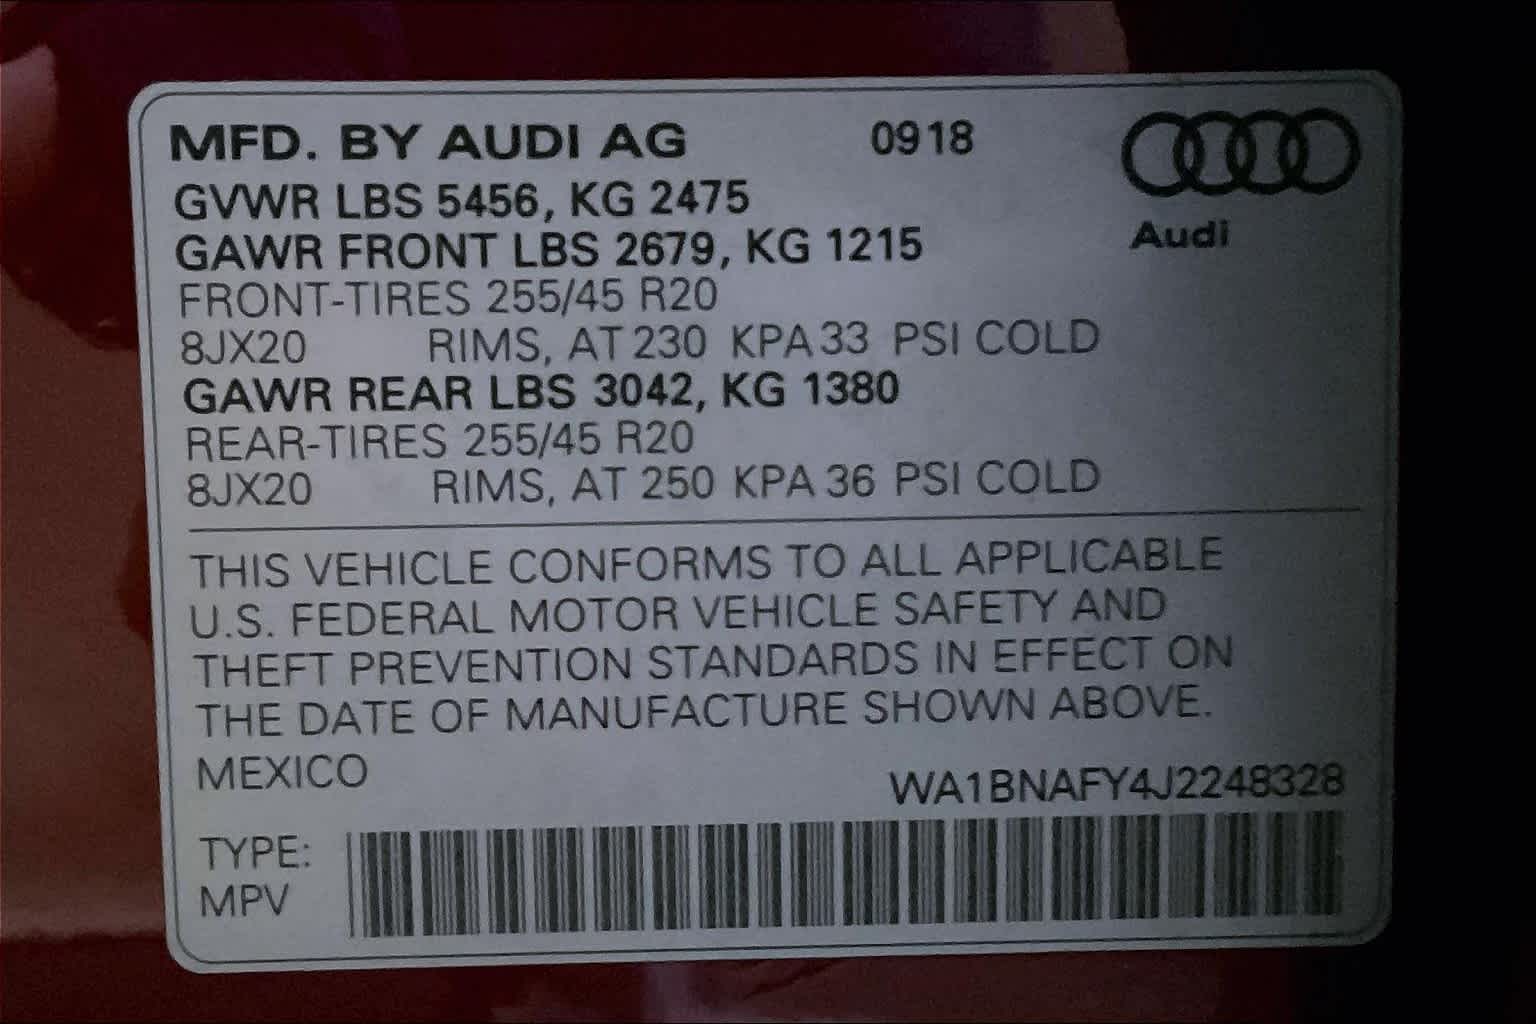 MFD. BY AUDI AG 0918
GVWR LBS 5456, KG 2475
Audi
GAWR FRONT LBS 2679, KG 1215
FRONT-TIRES 255/45 R20
8JX20 RIMS, AT 230 KPA 33 PSI COLD
GAWR REAR LBS 3042, KG 1380
REAR-TIRES 255/45 R20
8JX20 RIMS, AT 250 KPA 36 PSI COLD
THIS VEHICLE CONFORMS TO ALL APPLICABLE
U.S. FEDERAL MOTOR VEHICLE SAFETY AND
THEFT PREVENTION STANDARDS IN EFFECT ON
THE DATE OF MANUFACTURE SHOWN ABOVE.
MEXICO WA1BNAFY4J2248328
TYPE:
MPV